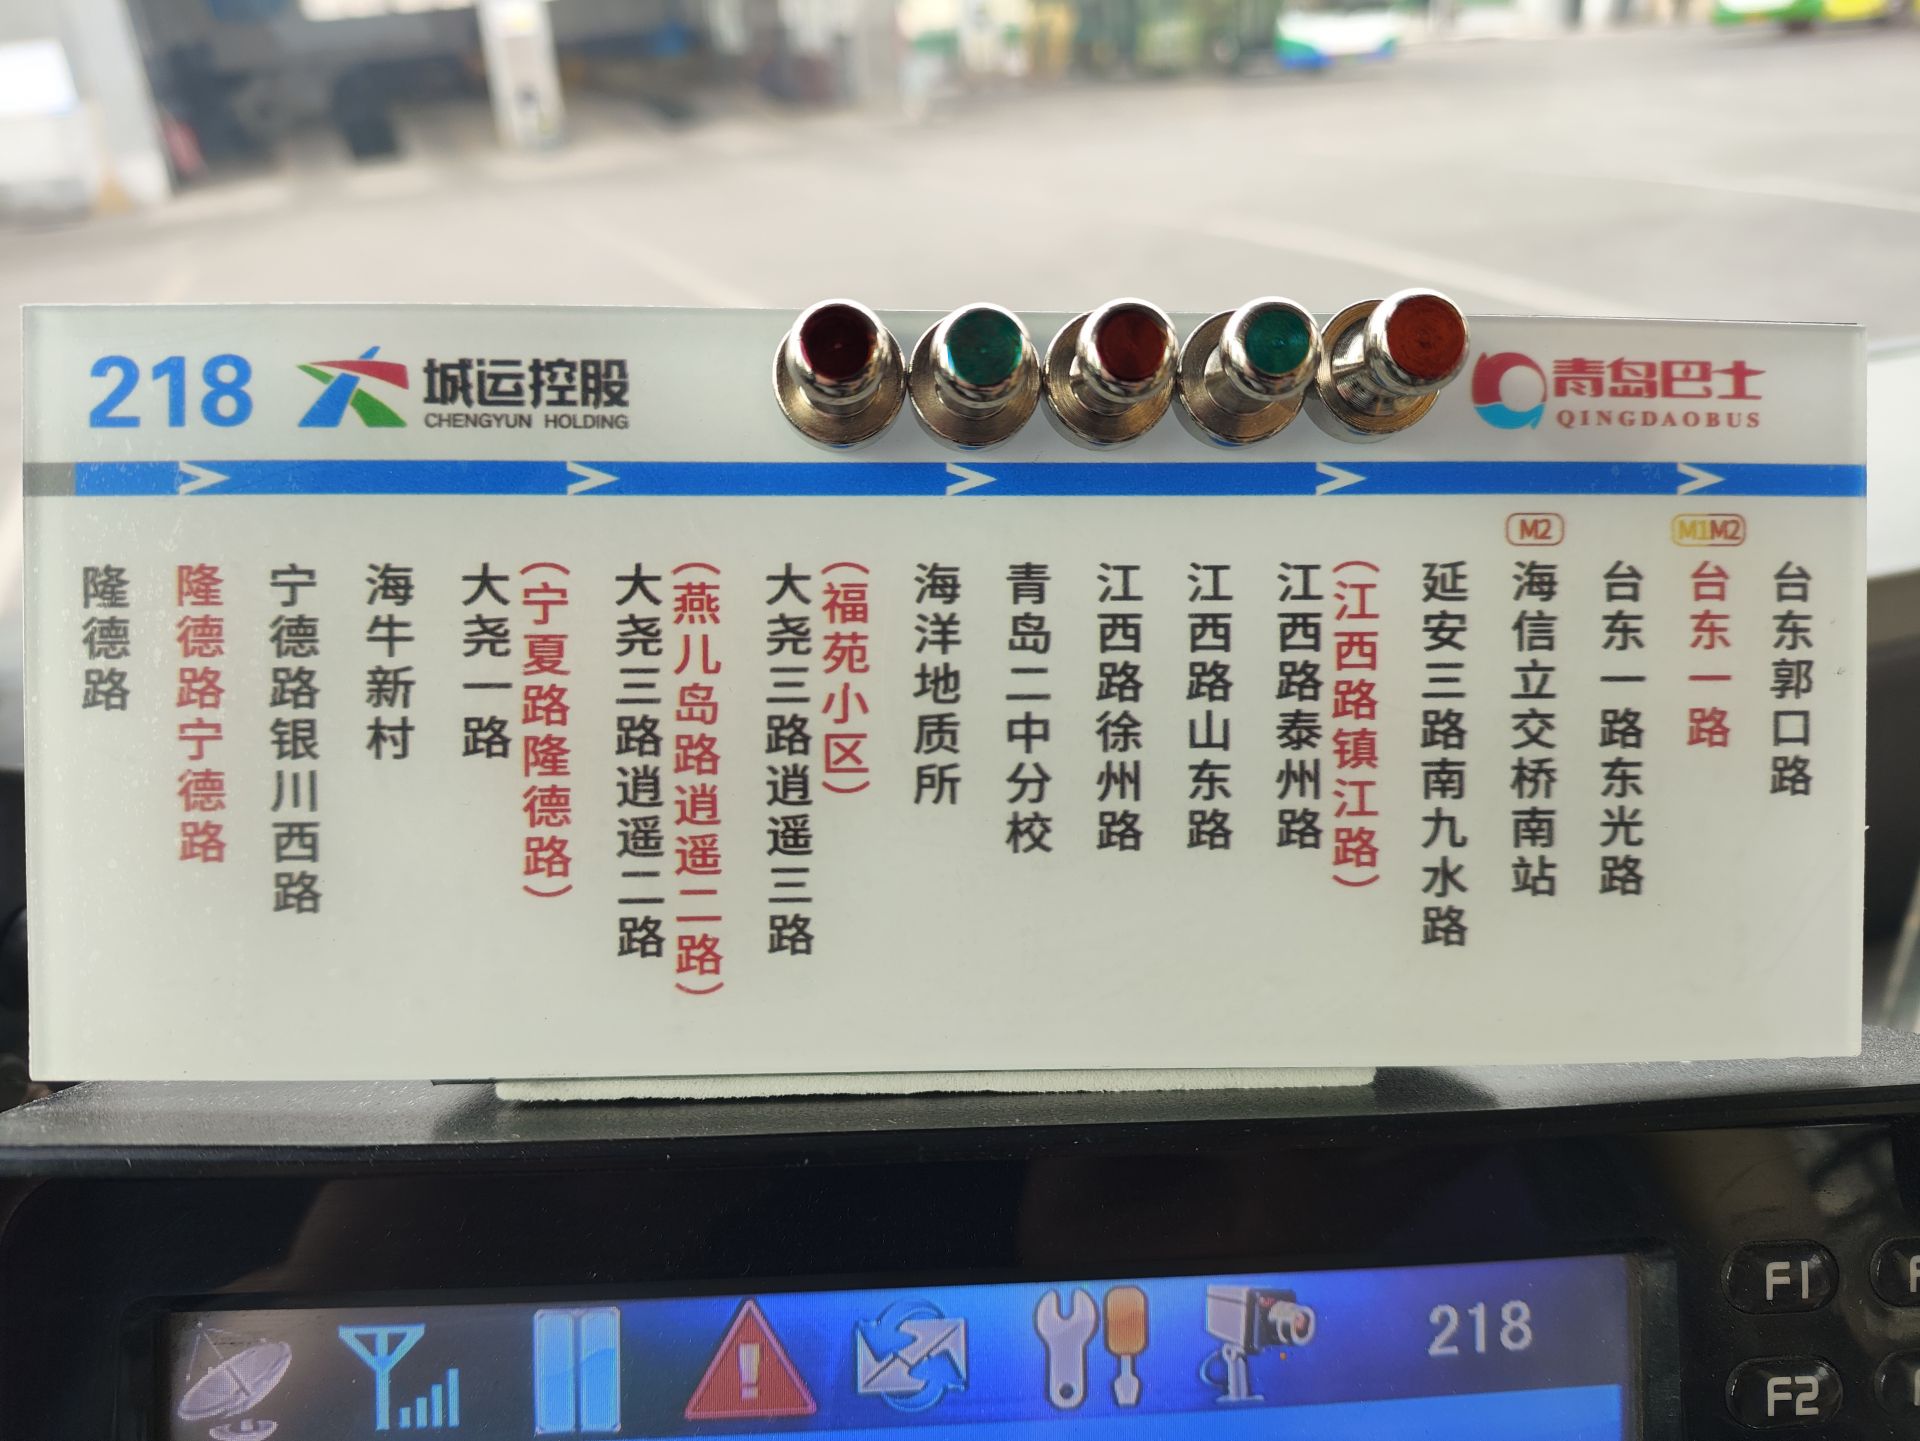 218
城运控股
CHENGYUN HOLDING
青岛巴士
QINGDAOBUS
M2
M1M2
隆德路
隆德路宁德路
宁德路银川西路
海牛新村
大尧一路
(宁夏路隆德路)
大尧三路逍遥二路
(燕儿岛路逍遥二路)
大尧三路逍遥三路
(福苑小区)
海洋地质所
青岛二中分校
江西路徐州路
江西路山东路
江西路泰州路
(江西路镇江路)
延安三路南九水路
海信立交桥南站
台东一路东光路
台东一路
台东郭口路
218
F1
F2